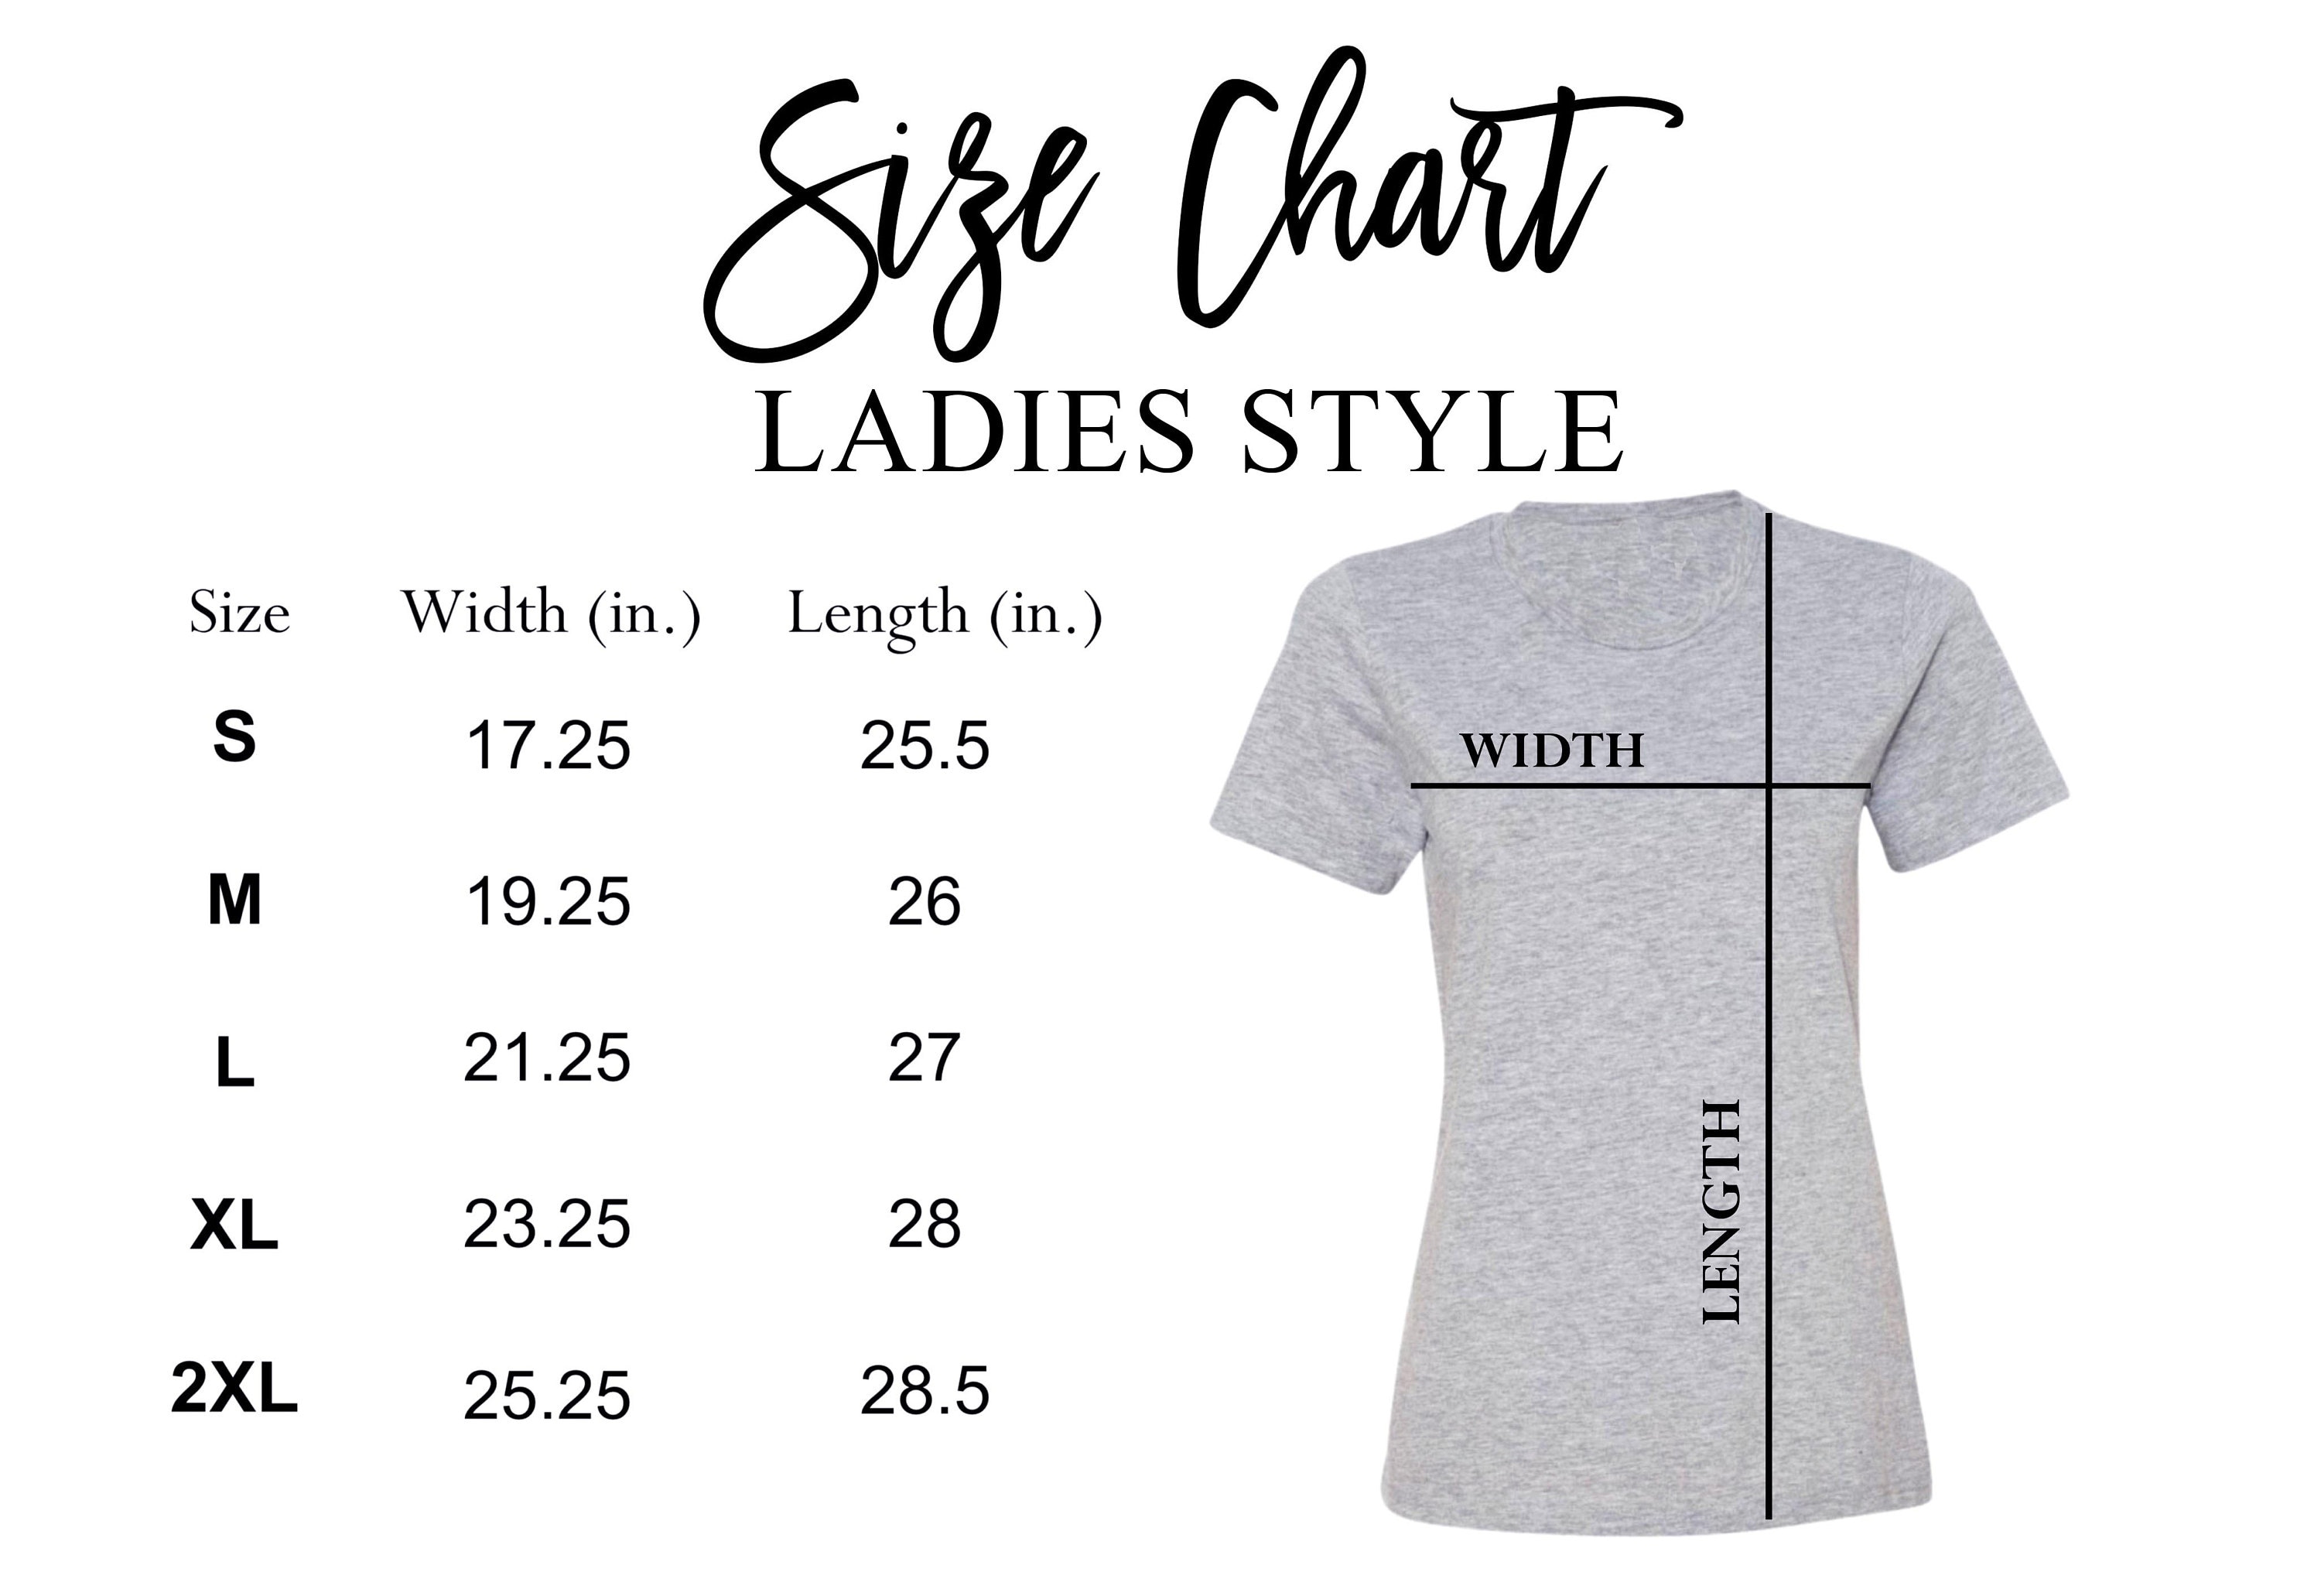 Size Chart
LADIES STYLE
Size Width (in.) Length (in.)
S 17.25 25.5
M 19.25 26
L 21.25 27
XL 23.25 28
2XL 25.25 28.5
WIDTH
LENGTH